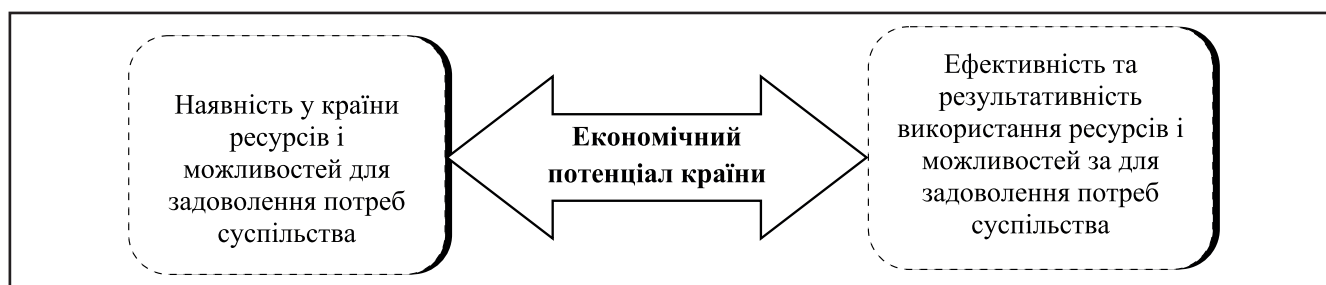 Наявність у країни
ресурсів і
можливостей для
задоволення потреб
суспільства
Економічний
потенціал країни
Ефективність та
результативність
використання ресурсів і
можливостей за для
задоволення потреб
суспільства